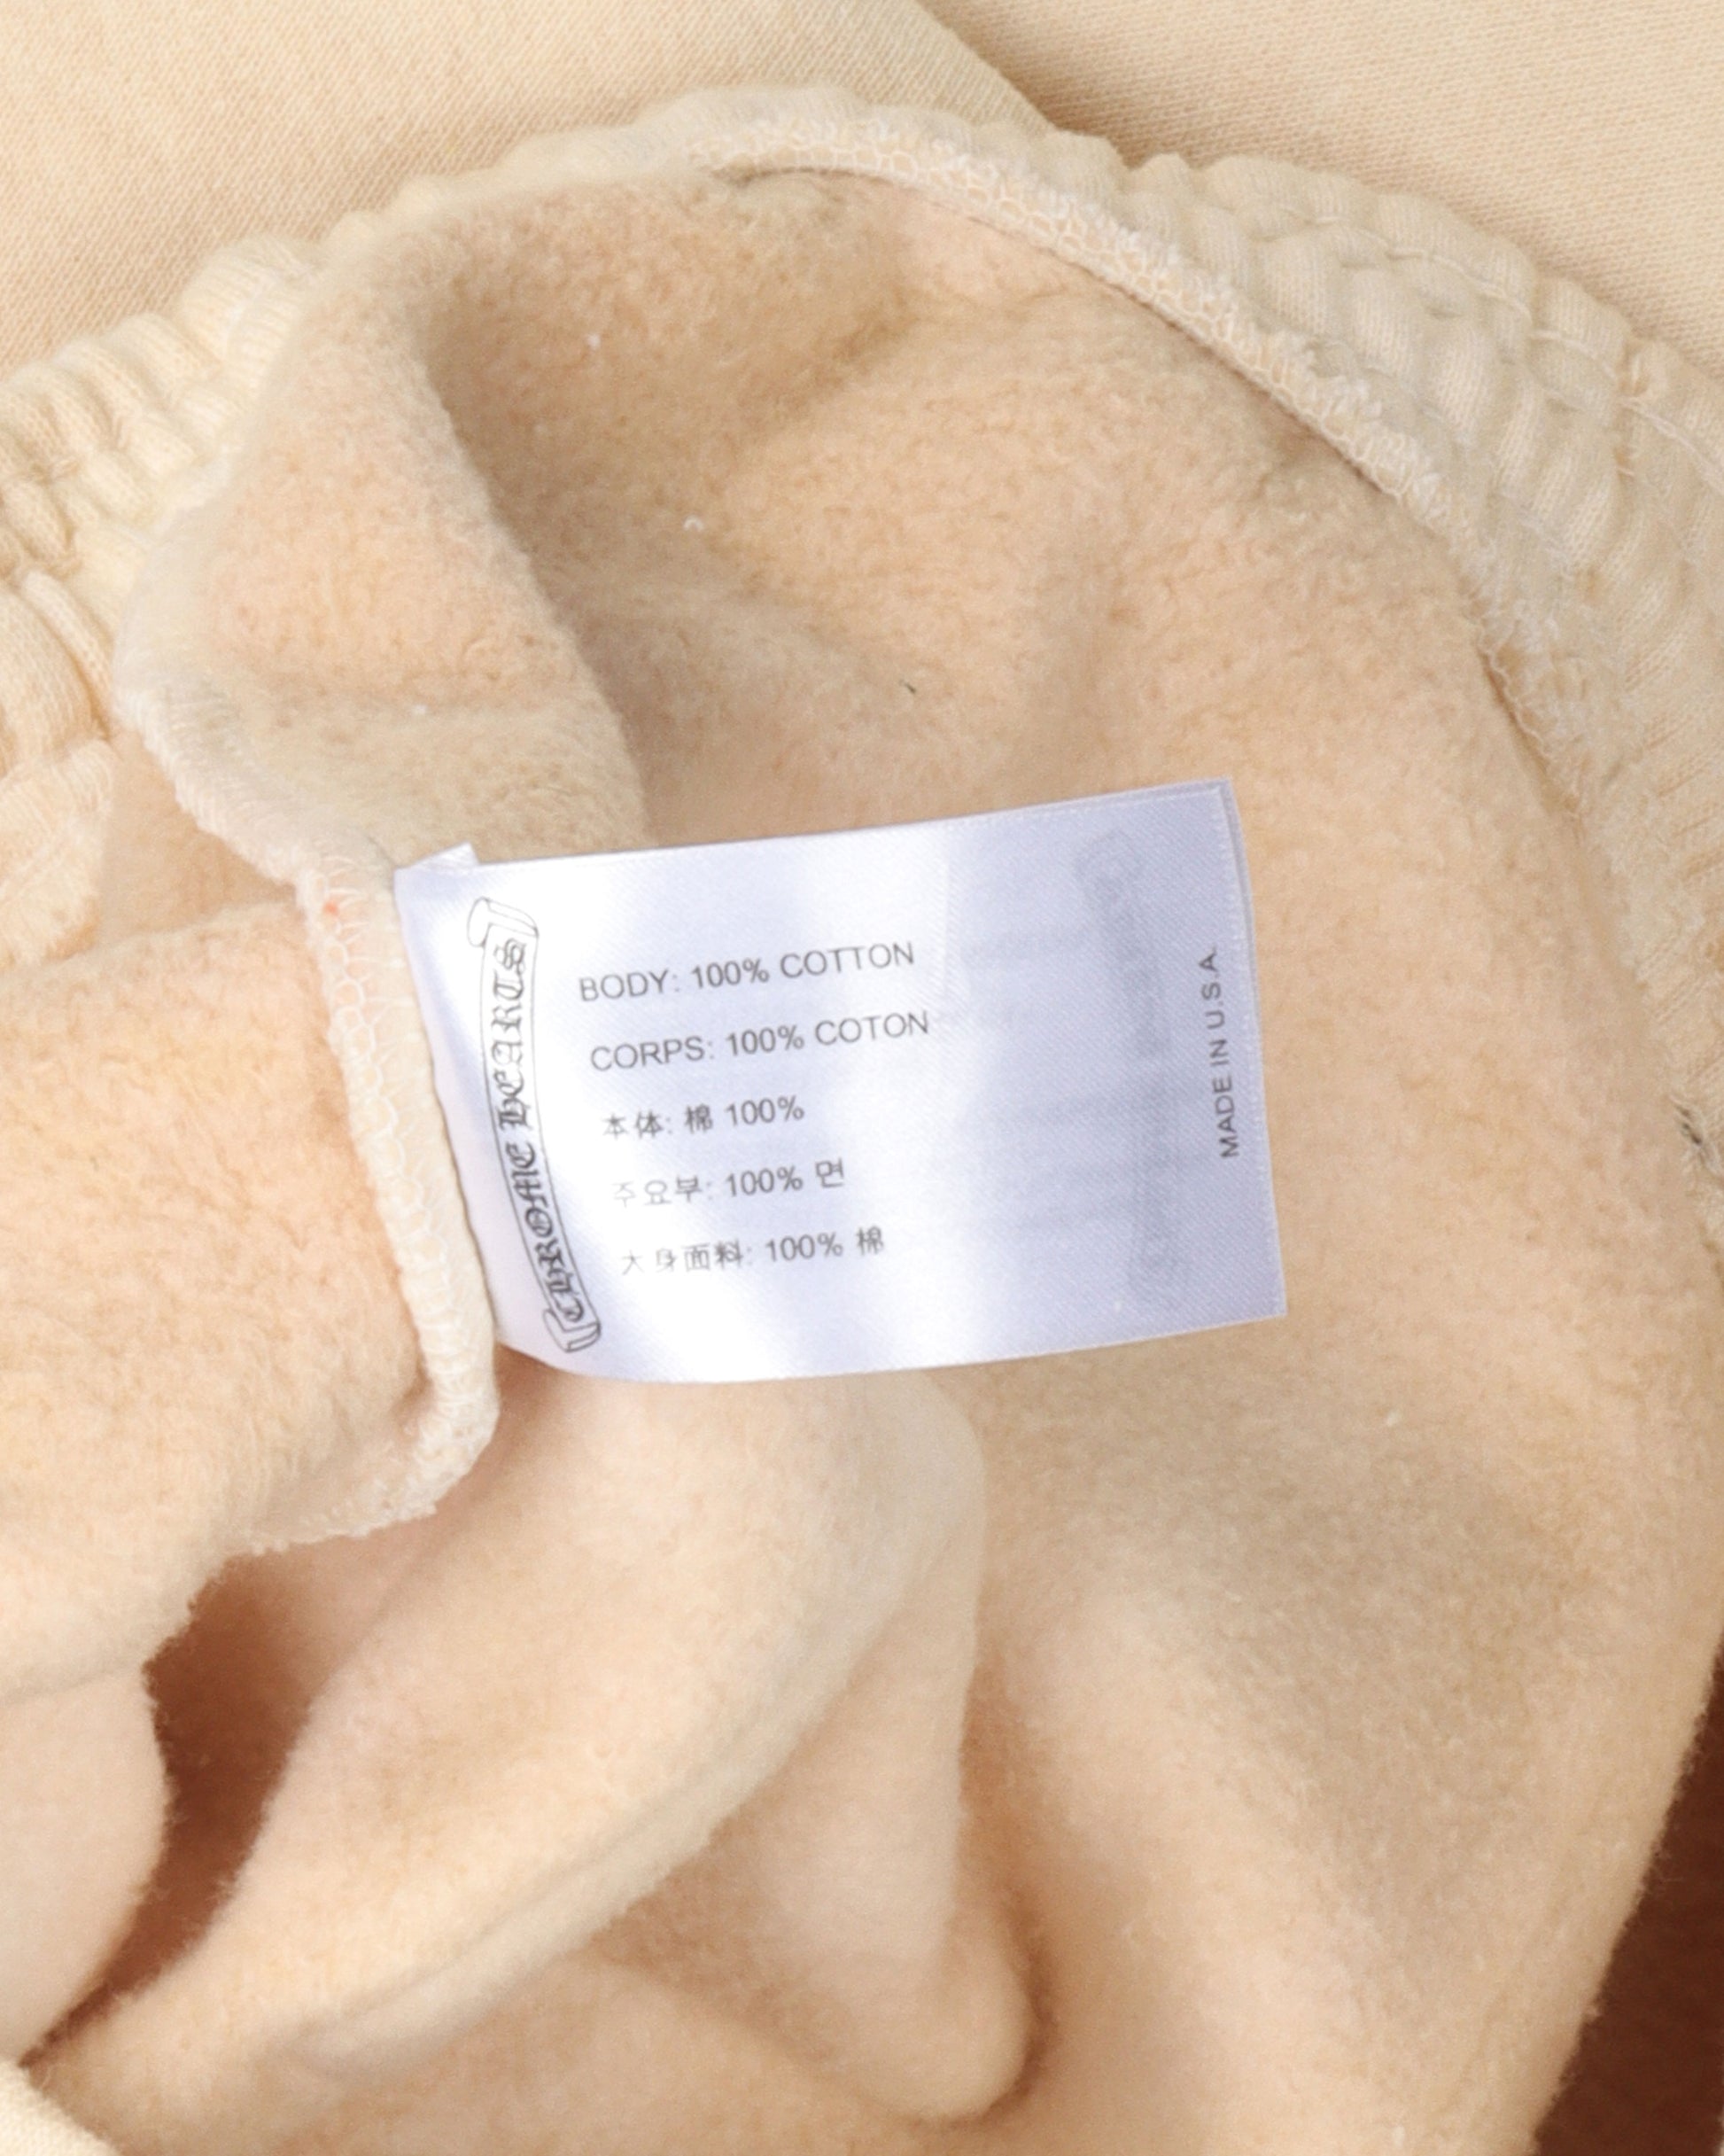 CHROME HEARTS
BODY: 100% COTTON
CORPS: 100% COTON
本体: 棉 100%
주요부: 100% 면
大身面料: 100% 棉
MADE IN U.S.A.